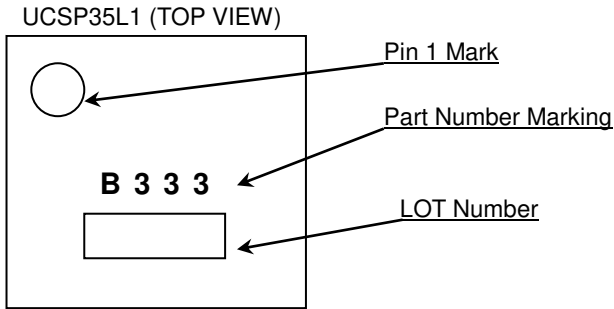 UCSP35L1 (TOP VIEW)
Pin 1 Mark
Part Number Marking
B 3 3 3
LOT Number